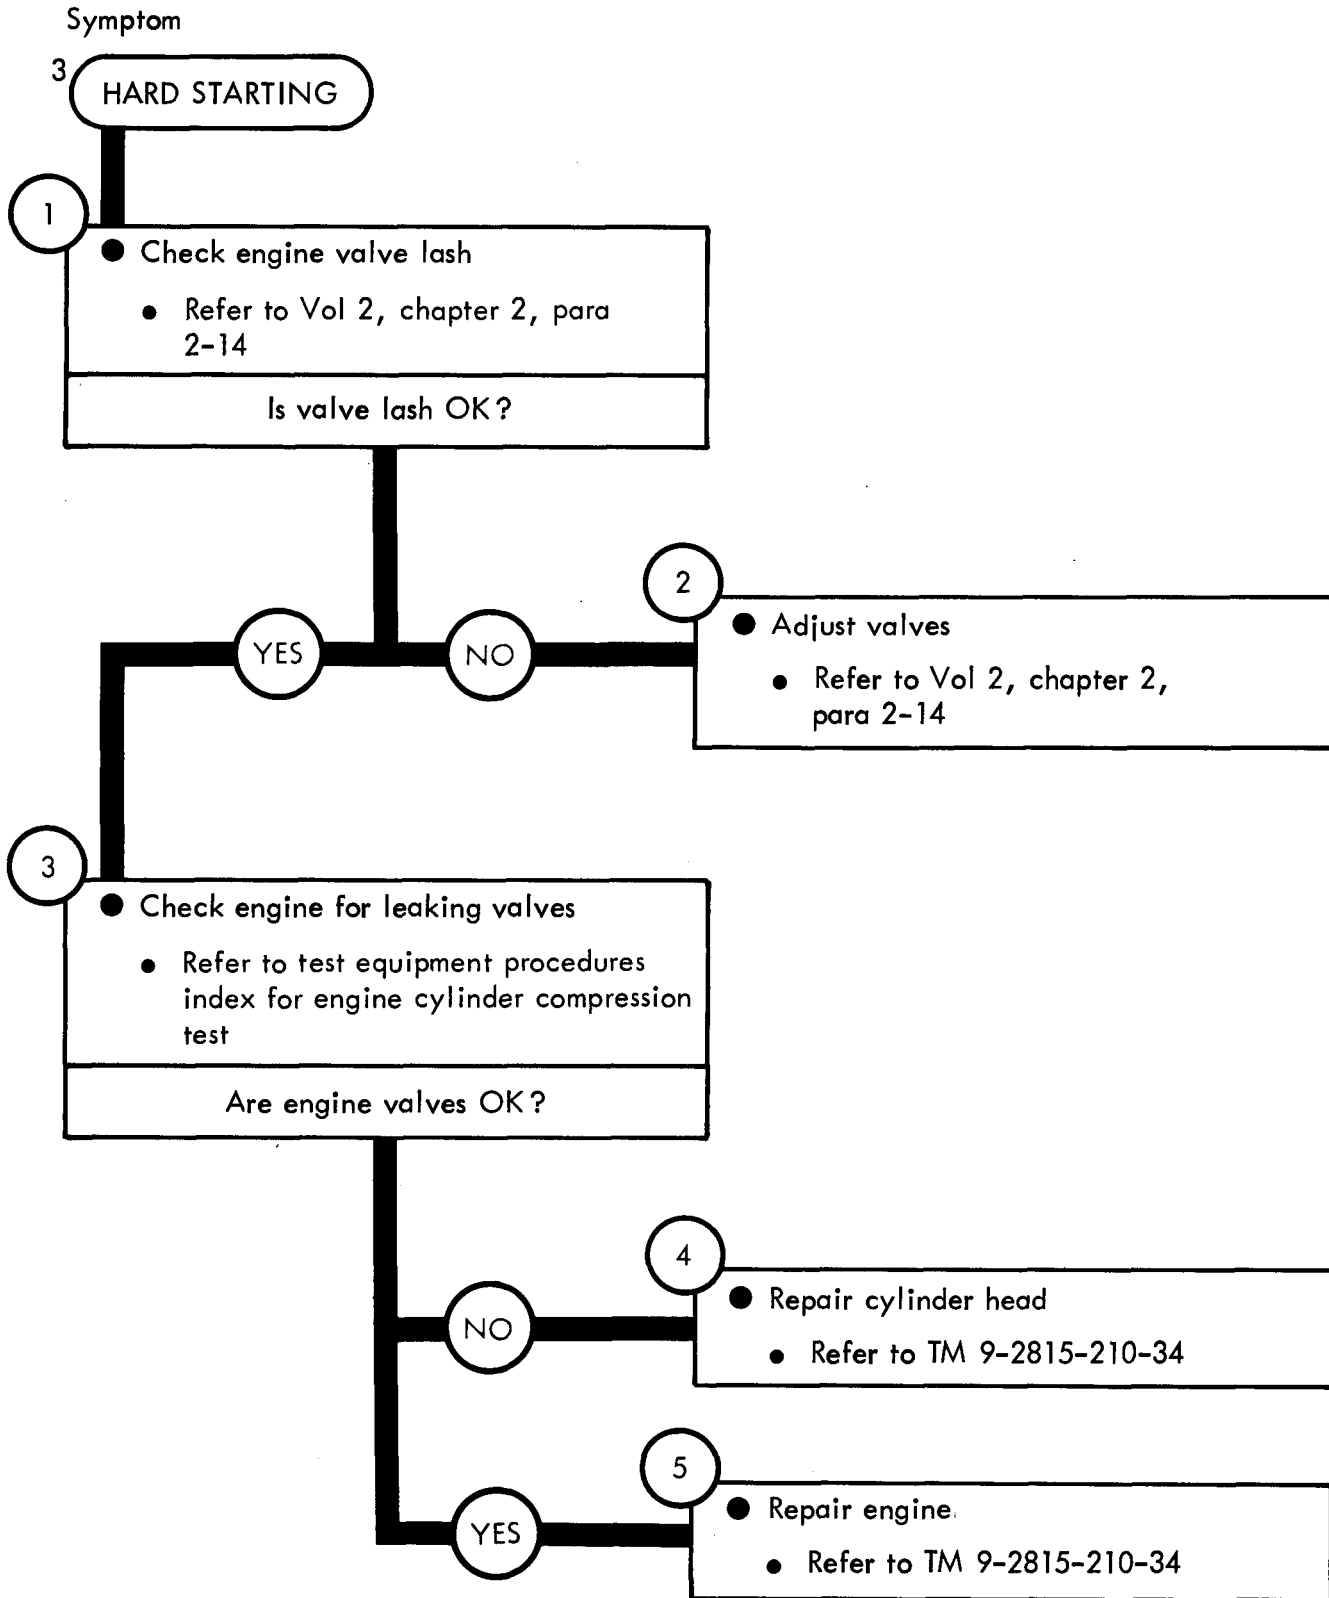 Symptom
3
HARD STARTING
1
● Check engine valve lash
● Refer to Vol 2, chapter 2, para
2-14
Is valve lash OK?
YES
NO
2
● Adjust valves
● Refer to Vol 2, chapter 2,
para 2-14
3
● Check engine for leaking valves
● Refer to test equipment procedures
index for engine cylinder compression
test
Are engine valves OK?
NO
4
● Repair cylinder head
● Refer to TM 9-2815-210-34
YES
5
● Repair engine
● Refer to TM 9-2815-210-34